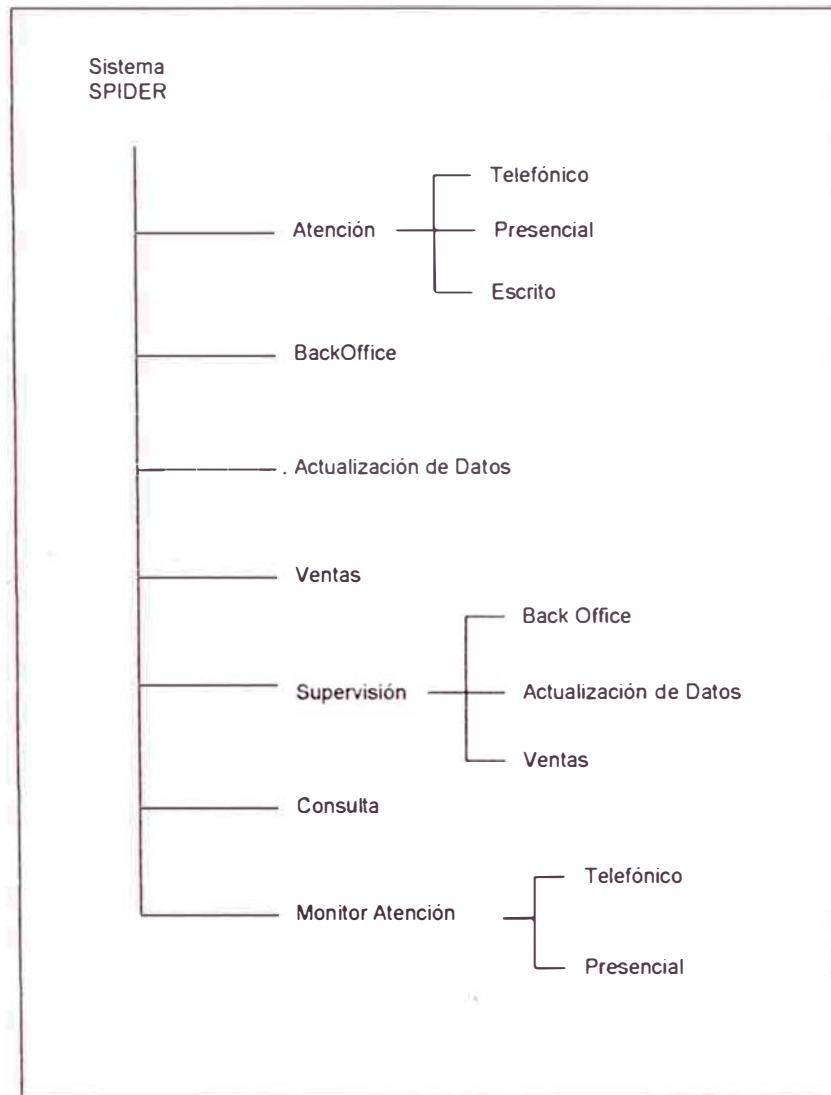 Sistema
SPIDER
Telefónico
Atención
Presencial
Escrito
BackOffice
. Actualización de Datos
Ventas
Back Office
Supervisión
Actualización de Datos
Ventas
Consulta
Telefónico
Monitor Atención
Presencial